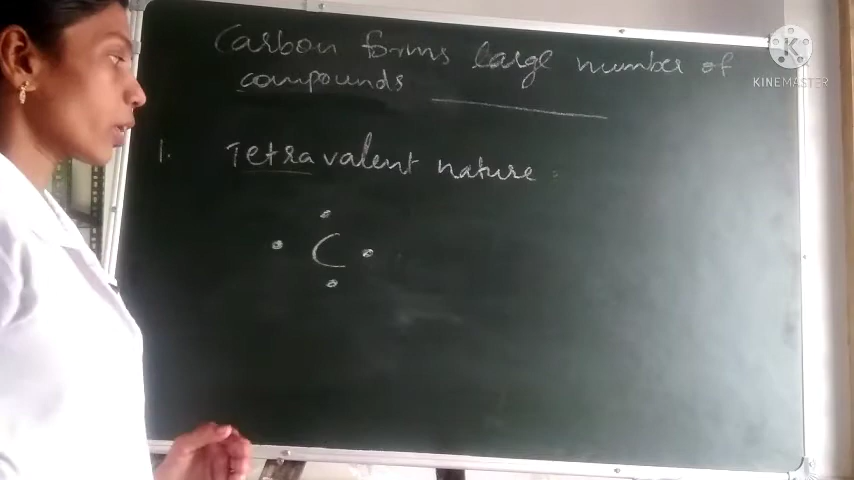 Carbon forms large number of
compounds
1. Tetravalent nature :
C
K
KINEMASTER